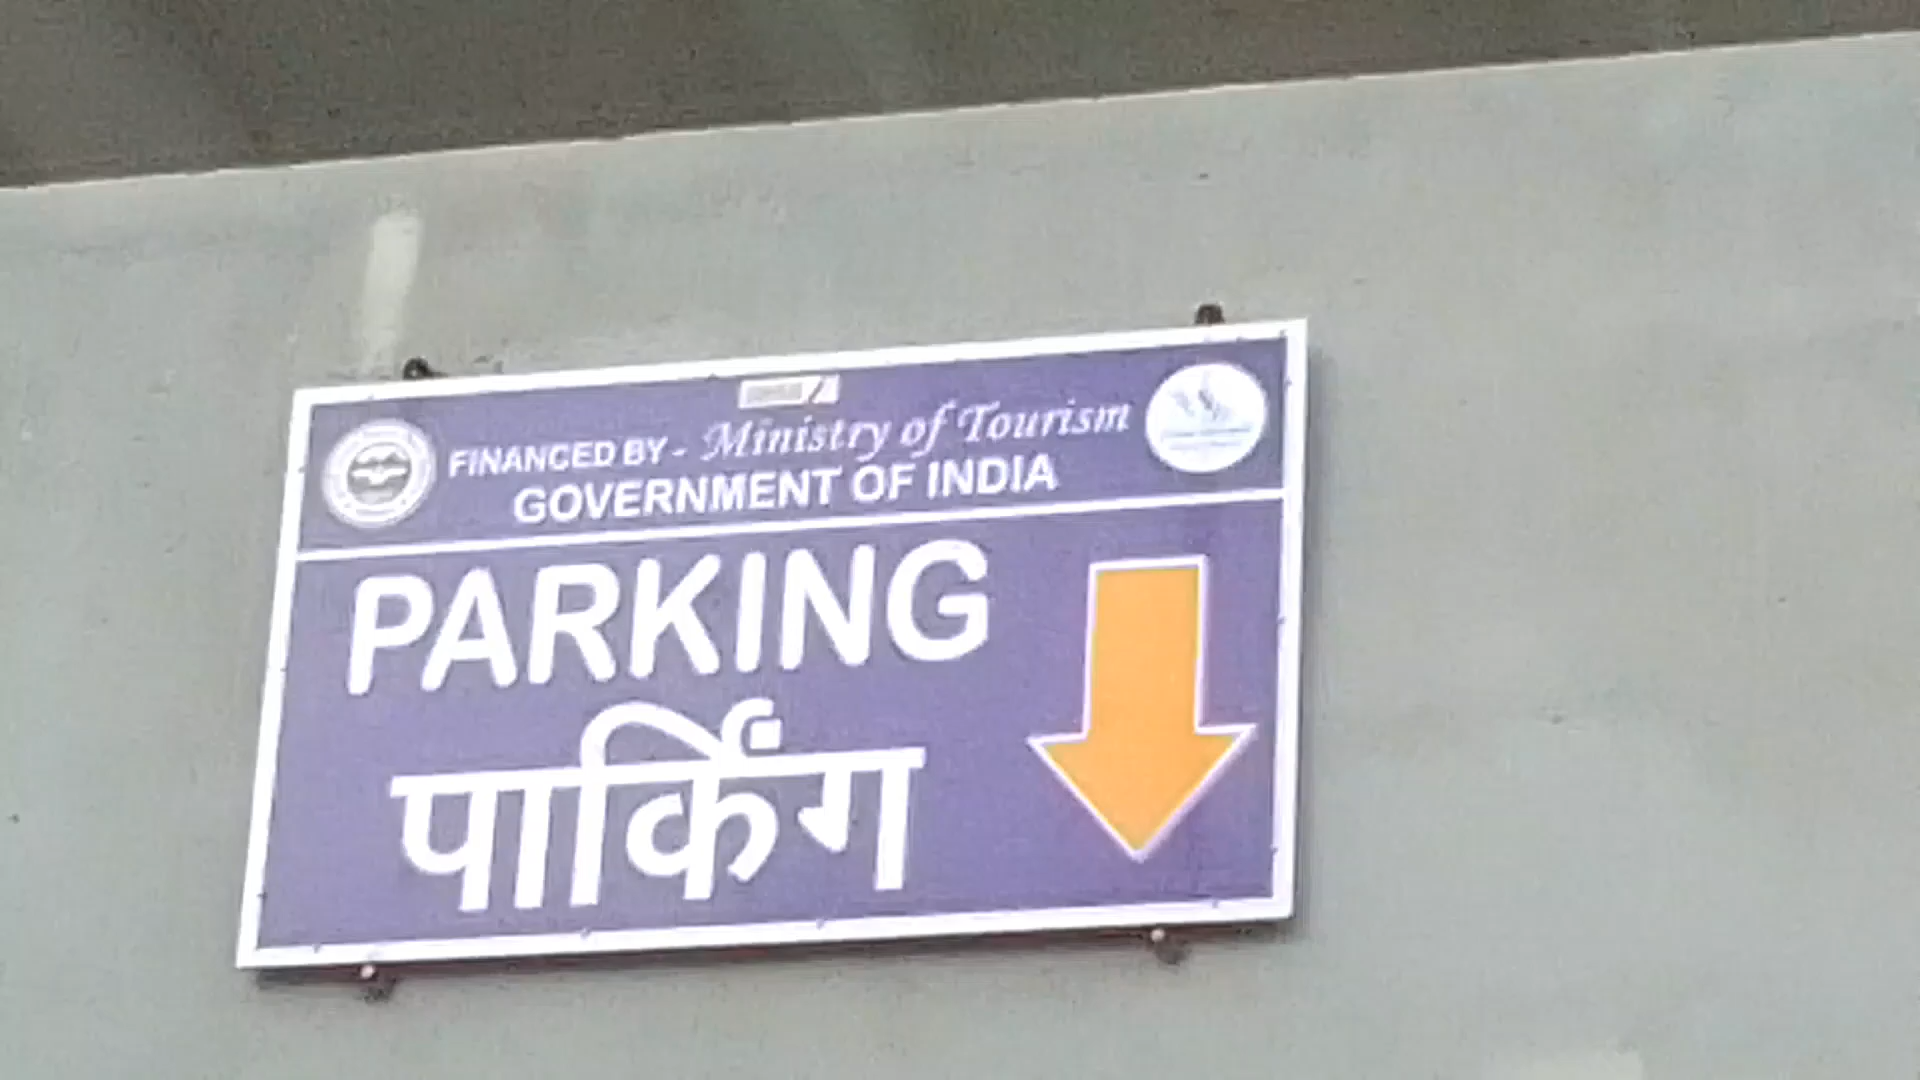 FINANCED BY - Ministry of Tourism
GOVERNMENT OF INDIA
PARKING
पार्किंग